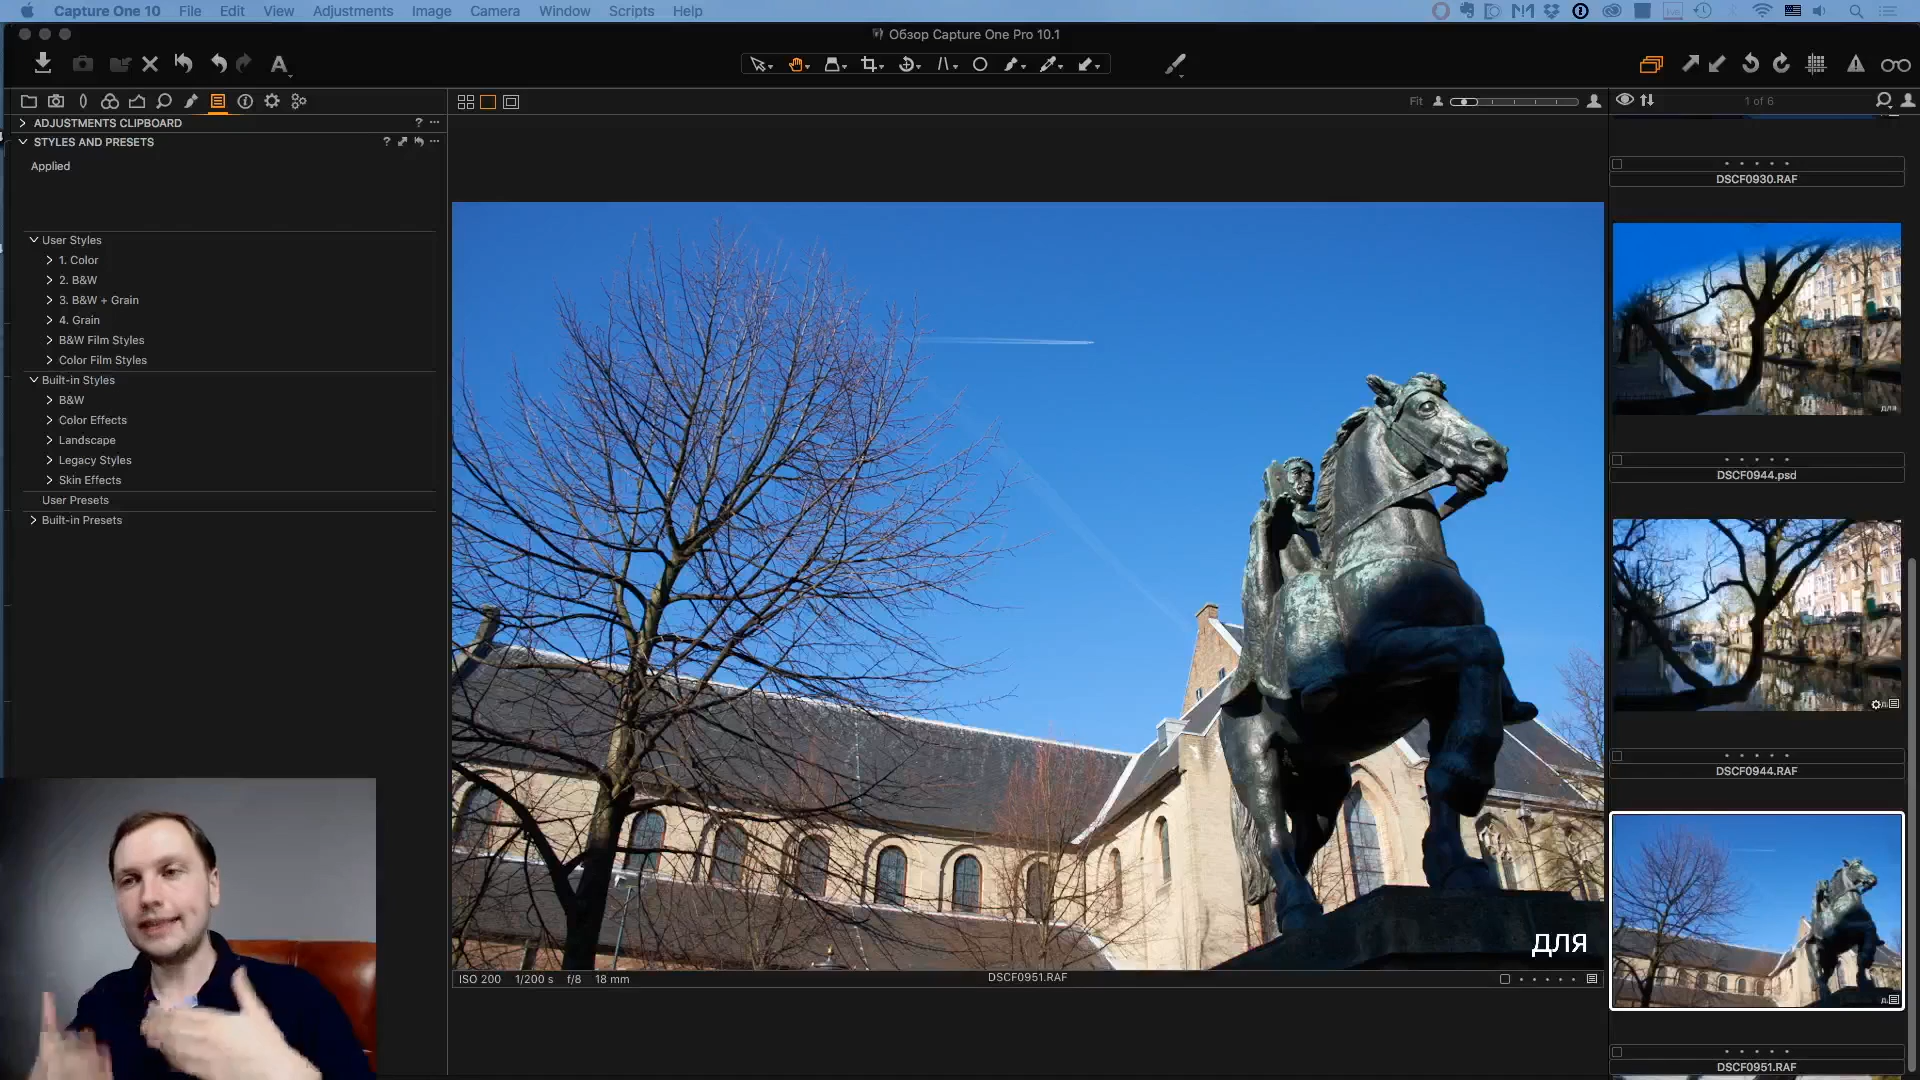 Capture One 10 File Edit View Adjustments Image Camera Window Scripts Help
Обзор Capture One Pro 10.1
Fit
1 of 6
ADJUSTMENTS CLIPBOARD ? ...
STYLES AND PRESETS ? ...
Applied
User Styles
1. Color
2. B&W
3. B&W + Grain
4. Grain
B&W Film Styles
Color Film Styles
Built-in Styles
B&W
Color Effects
Landscape
Legacy Styles
Skin Effects
User Presets
Built-in Presets
для
ISO 200 1/200 s f/8 18 mm
DSCF0951.RAF
DSCF0930.RAF
для
DSCF0944.psd
DSCF0944.RAF
DSCF0951.RAF